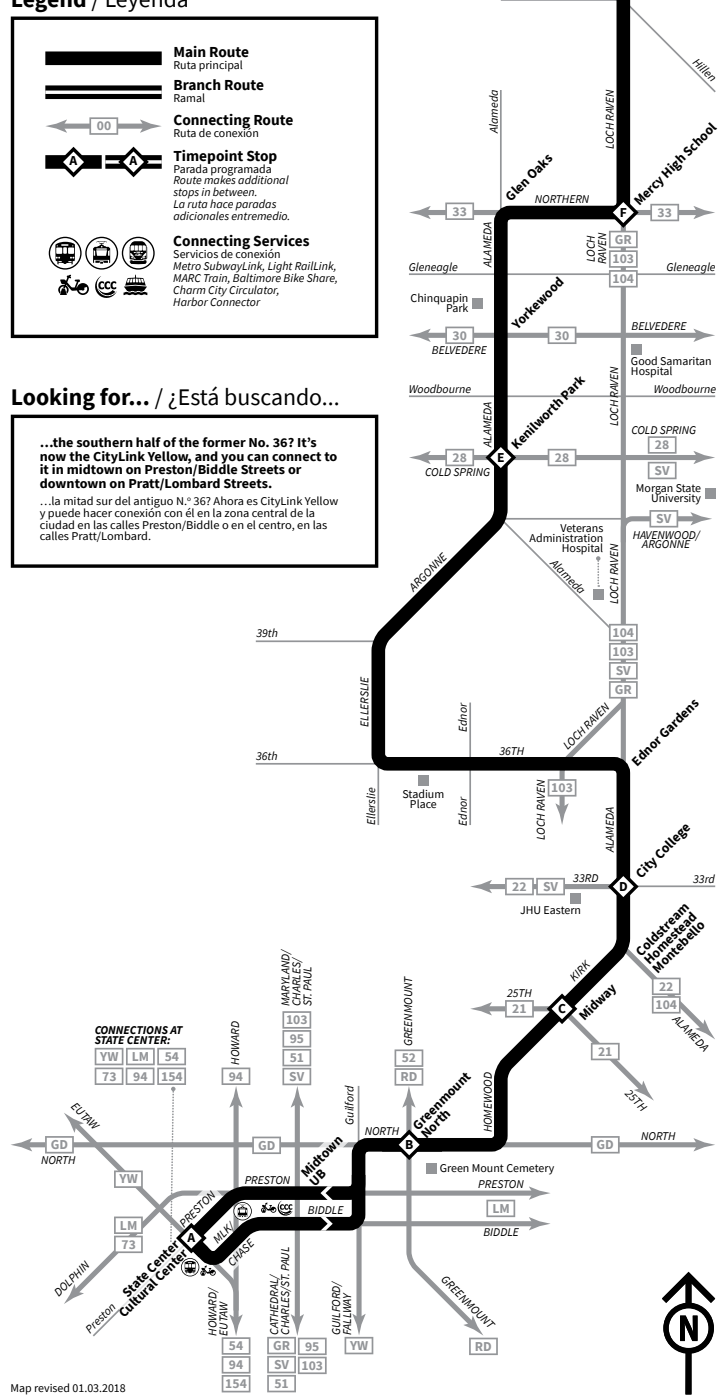 Legend / Leyenda
Main Route
Ruta principal
Branch Route
Ramal
00
Connecting Route
Ruta de conexión
A
A
Timepoint Stop
Parada programada
Route makes additional
stops in between.
La ruta hace paradas
adicionales entremedio.
Connecting Services
Servicios de conexión
Metro SubwayLink, Light RailLink,
MARC Train, Baltimore Bike Share,
Charm City Circulator,
Harbor Connector
CCC
Looking for... / ¿Está buscando...
...the southern half of the former No. 36? It's
now the CityLink Yellow, and you can connect to
it in midtown on Preston/Biddle Streets or
downtown on Pratt/Lombard Streets.
...la mitad sur del antiguo N.º 36? Ahora es CityLink Yellow
y puede hacer conexión con él en la zona central de la
ciudad en las calles Preston/Biddle o en el centro, en las
calles Pratt/Lombard.
Hillen
LOCH RAVEN
Alameda
Mercy High School
Glen Oaks
NORTHERN
33
F
33
ALAMEDA
LOCH
RAVEN
GR
103
104
Gleneagle
Gleneagle
Chinquapin
Park
Yorkewood
30
30
BELVEDERE
BELVEDERE
Good Samaritan
Hospital
Woodbourne
Woodbourne
LOCH RAVEN
ALAMEDA
Kenilworth Park
COLD SPRING
28
28
E
28
COLD SPRING
SV
Morgan State
University
SV
HAVENWOOD/
ARGONNE
Veterans
Administration
Hospital
ARGONNE
Alameda
LOCH RAVEN
39th
104
103
SV
GR
ELLERSLIE
Ednor
LOCH RAVEN
Ednor Gardens
36th
36TH
Stadium
Place
Ellerslie
Ednor
LOCH RAVEN
103
ALAMEDA
City College
22
SV
33RD
D
33rd
JHU Eastern
Coldstream
Homestead
Montebello
KIRK
22
104
ALAMEDA
25TH
21
C
Midway
21
25TH
MARYLAND/
CHARLES/
ST. PAUL
103
95
51
SV
GREENMOUNT
52
RD
HOWARD
94
CONNECTIONS AT
STATE CENTER:
YW
LM
54
73
94
154
Guilford
HOMEWOOD
EUTAW
Greenmount
North
GD
NORTH
GD
NORTH
B
GD
NORTH
Midtown
UB
Green Mount Cemetery
YW
PRESTON
PRESTON
PRESTON
LM
CCC
BIDDLE
BIDDLE
LM
73
A
MLK/
CHASE
DOLPHIN
State Center
Cultural Center
Preston
HOWARD/
EUTAW
54
94
154
CATHEDRAL/
CHARLES/ST. PAUL
GR
95
SV
103
51
GUILFORD/
FALLWAY
YW
GREENMOUNT
RD
N
Map revised 01.03.2018